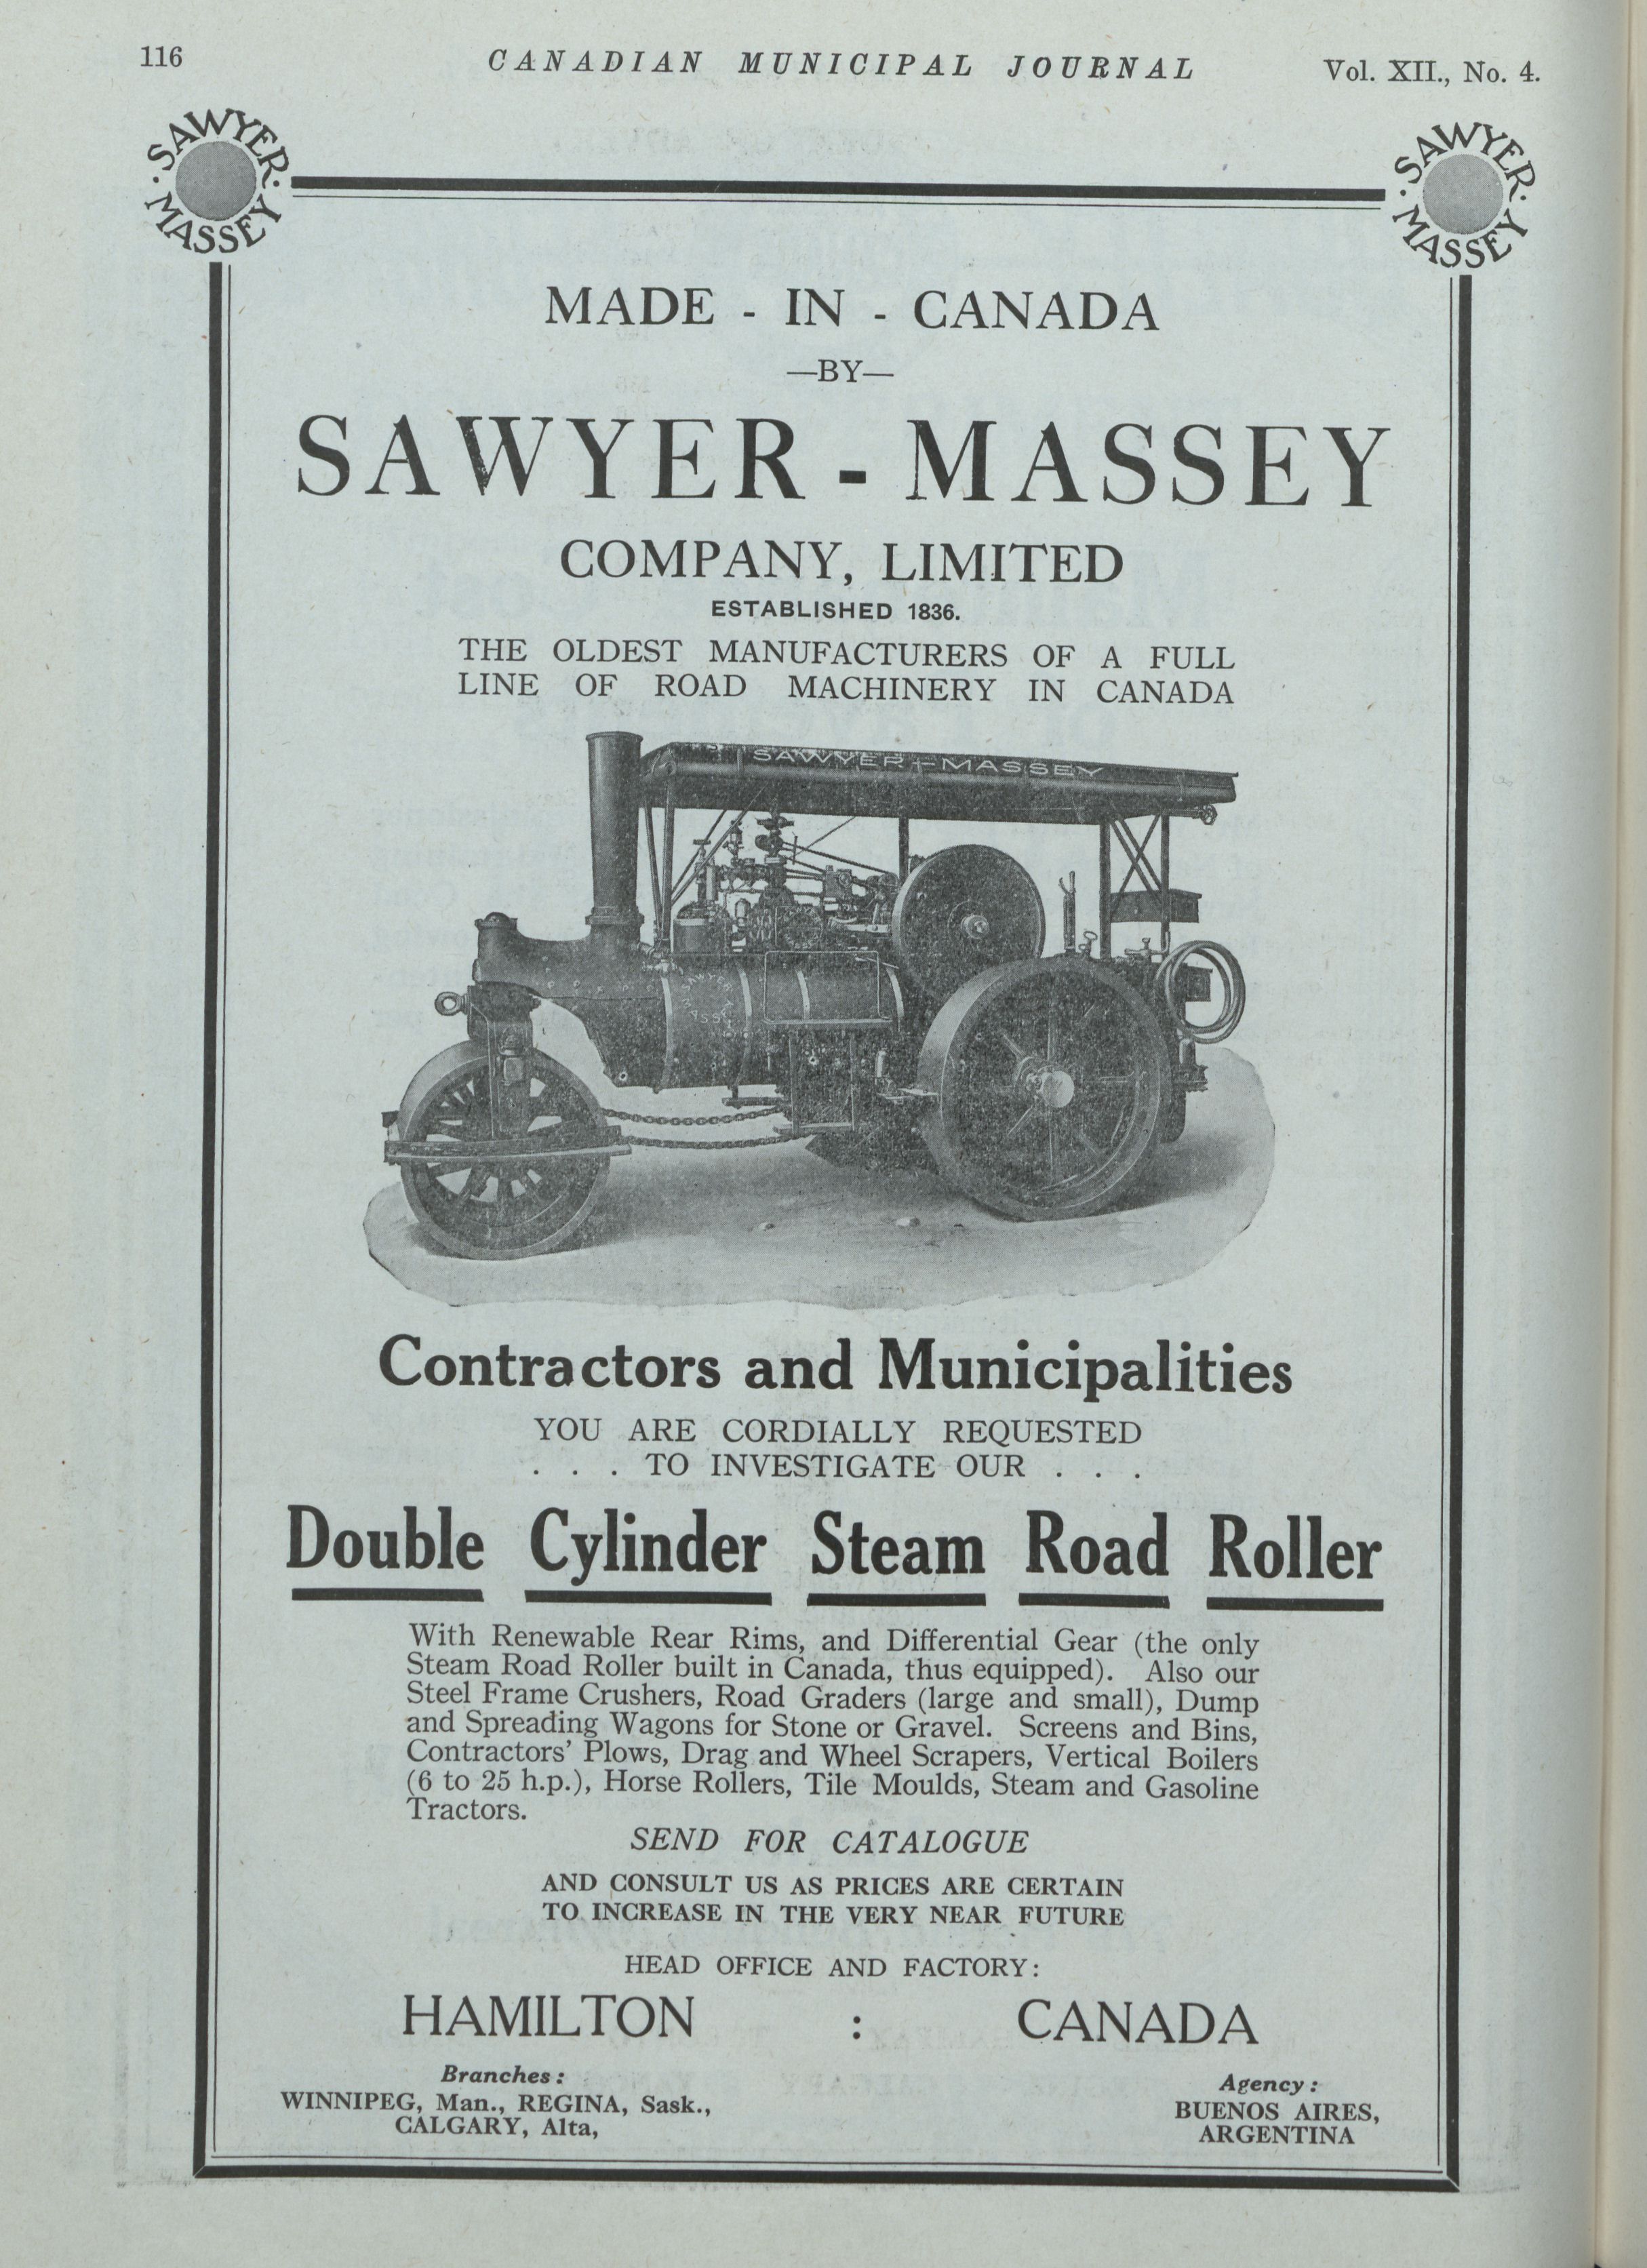 116
CANADIAN MUNICIPAL JOURNAL
Vol. XII., No. 4.
· SAWYER ·
MASSEY
· SAWYER ·
MASSEY
MADE - IN - CANADA
—BY—
SAWYER - MASSEY
COMPANY, LIMITED
ESTABLISHED 1836.
THE OLDEST MANUFACTURERS OF A FULL
LINE OF ROAD MACHINERY IN CANADA
SAWYER-MASSEY
SAWYER
MASSEY
Contractors and Municipalities
YOU ARE CORDIALLY REQUESTED
. . . TO INVESTIGATE OUR . . .
Double Cylinder Steam Road Roller
With Renewable Rear Rims, and Differential Gear (the only
Steam Road Roller built in Canada, thus equipped). Also our
Steel Frame Crushers, Road Graders (large and small), Dump
and Spreading Wagons for Stone or Gravel. Screens and Bins,
Contractors' Plows, Drag and Wheel Scrapers, Vertical Boilers
(6 to 25 h.p.), Horse Rollers, Tile Moulds, Steam and Gasoline
Tractors.
SEND FOR CATALOGUE
AND CONSULT US AS PRICES ARE CERTAIN
TO INCREASE IN THE VERY NEAR FUTURE
HEAD OFFICE AND FACTORY:
HAMILTON : CANADA
Branches:
WINNIPEG, Man., REGINA, Sask.,
CALGARY, Alta,
Agency:
BUENOS AIRES,
ARGENTINA